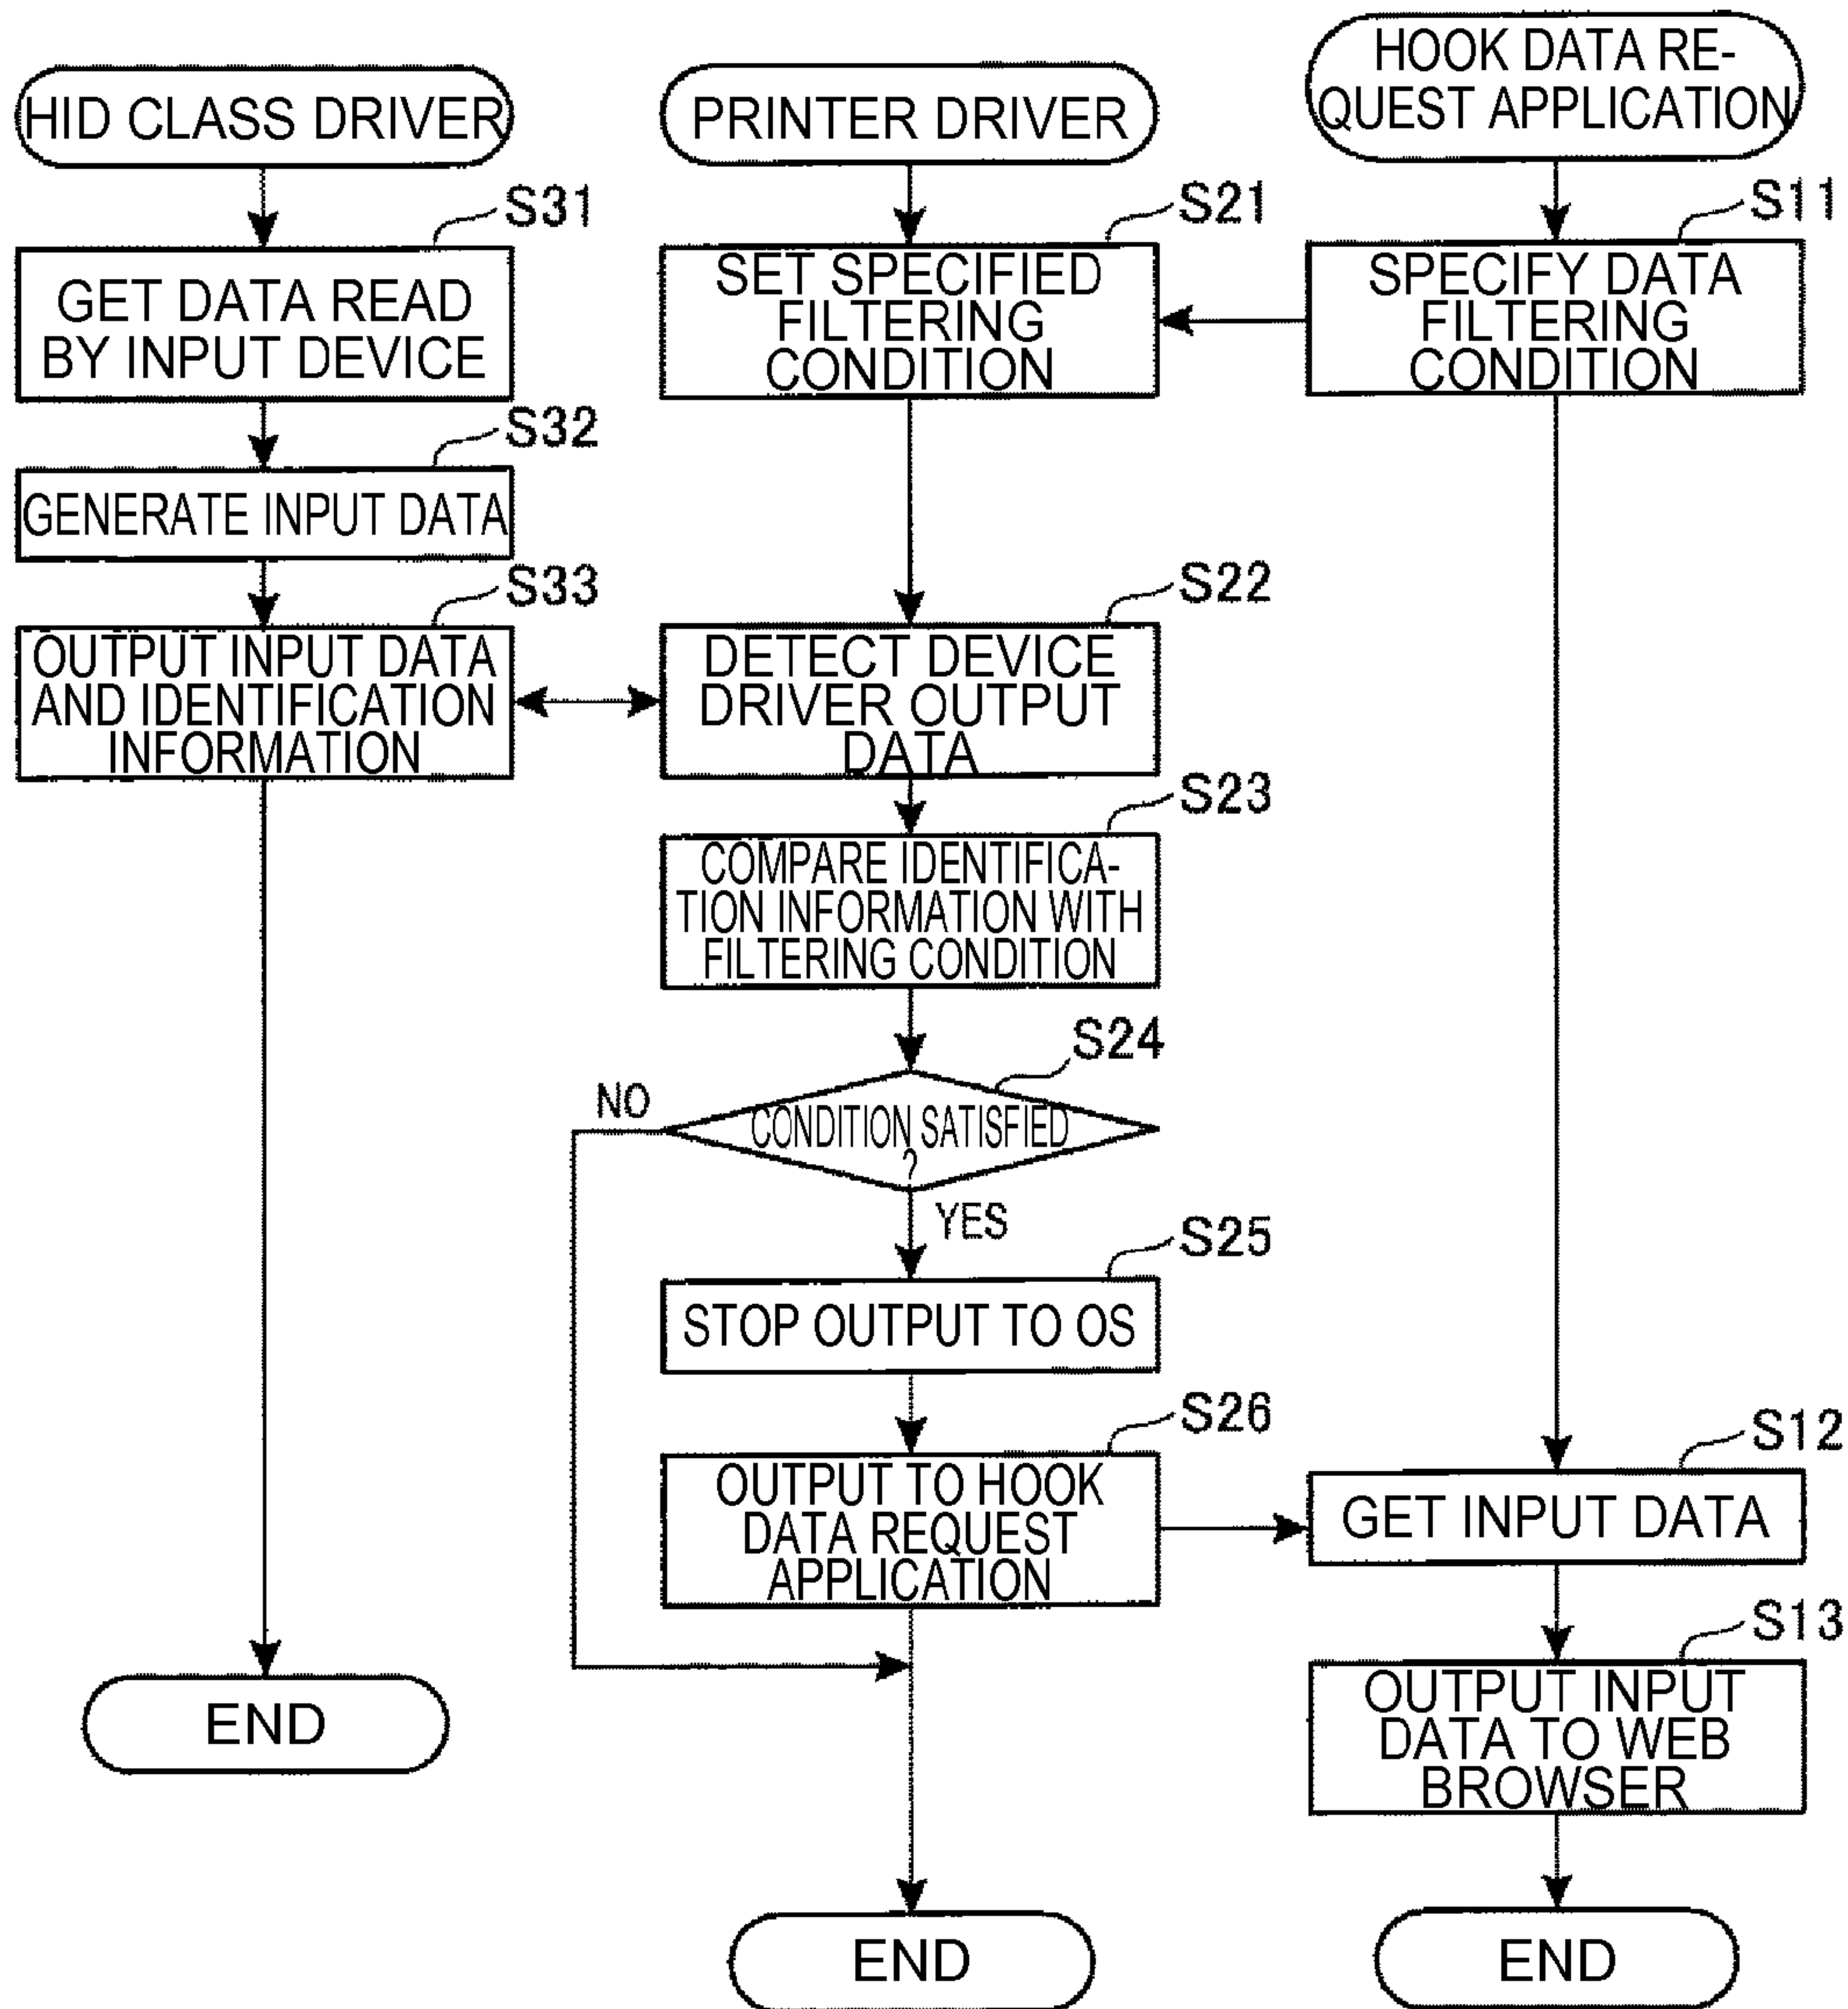 HID CLASS DRIVER
S31
GET DATA READ
BY INPUT DEVICE
S32
GENERATE INPUT DATA
S33
OUTPUT INPUT DATA
AND IDENTIFICATION
INFORMATION
END
PRINTER DRIVER
S21
SET SPECIFIED
FILTERING
CONDITION
S22
DETECT DEVICE
DRIVER OUTPUT
DATA
S23
COMPARE IDENTIFICA-
TION INFORMATION WITH
FILTERING CONDITION
S24
NO
CONDITION SATISFIED
?
YES
S25
STOP OUTPUT TO OS
S26
OUTPUT TO HOOK
DATA REQUEST
APPLICATION
END
HOOK DATA RE-
QUEST APPLICATION
S11
SPECIFY DATA
FILTERING
CONDITION
S12
GET INPUT DATA
S13
OUTPUT INPUT
DATA TO WEB
BROWSER
END